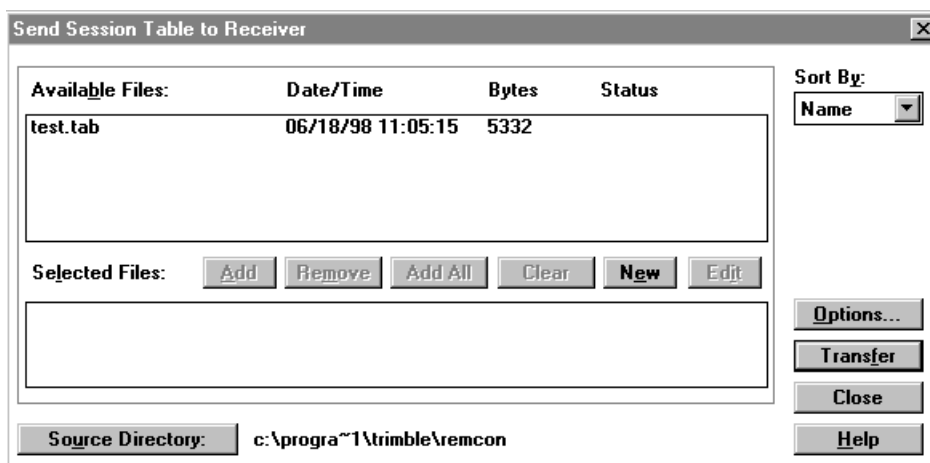 Send Session Table to Receiver
Available Files: Date/Time Bytes Status
test.tab 06/18/98 11:05:15 5332
Sort By:
Name
Selected Files: Add Remove Add All Clear New Edit
Options...
Transfer
Close
Source Directory: c:\progra~1\trimble\remcon
Help